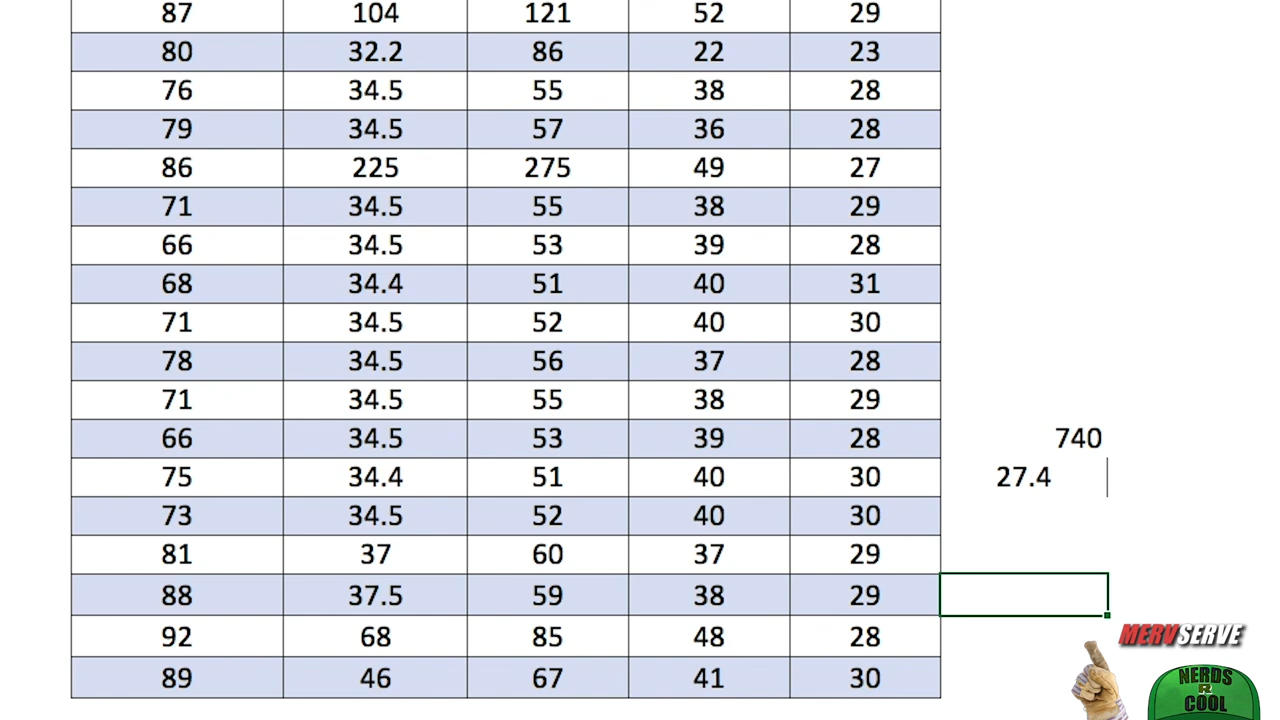 87 104 121 52 29
80 32.2 86 22 23
76 34.5 55 38 28
79 34.5 57 36 28
86 225 275 49 27
71 34.5 55 38 29
66 34.5 53 39 28
68 34.4 51 40 31
71 34.5 52 40 30
78 34.5 56 37 28
71 34.5 55 38 29
66 34.5 53 39 28 740
75 34.4 51 40 30 27.4
73 34.5 52 40 30
81 37 60 37 29
88 37.5 59 38 29
92 68 85 48 28
89 46 67 41 30
MERVSERVE
NERDS
R
COOL